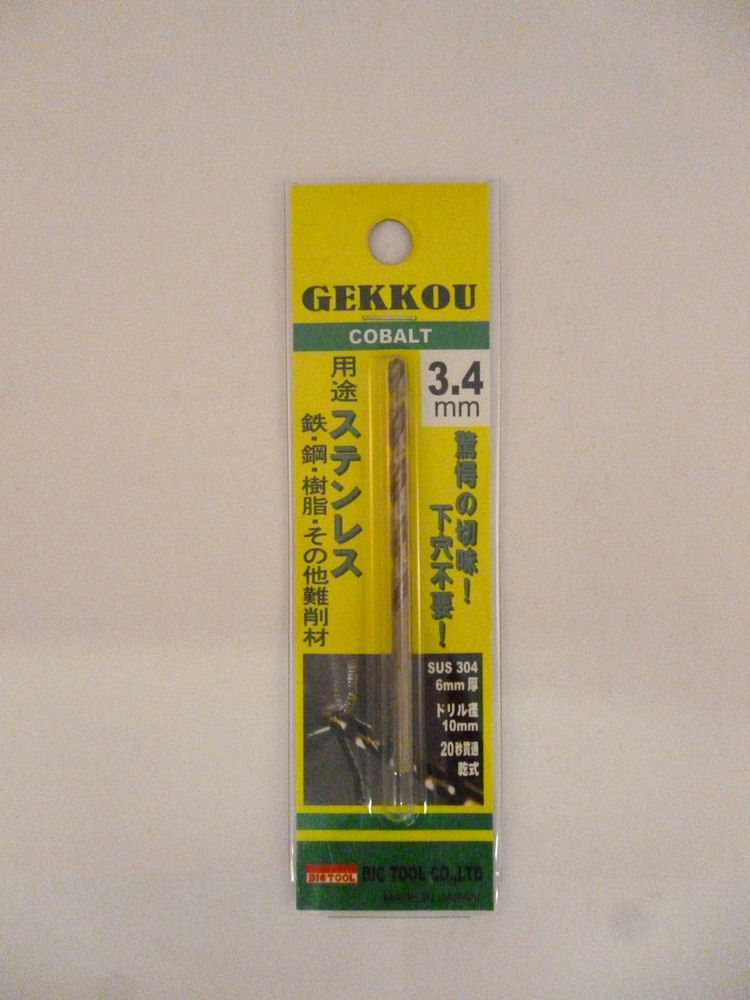 GEKKOU
COBALT
3.4
mm
用途
ステンレス
鉄・鋼・樹脂・その他難削材
驚愕の切味！
下穴不要！
SUS 304
6mm 厚
ドリル径
10mm
20秒貫通
乾式
BIC TOOL
BIC TOOL CO.,LTD
MADE IN JAPAN